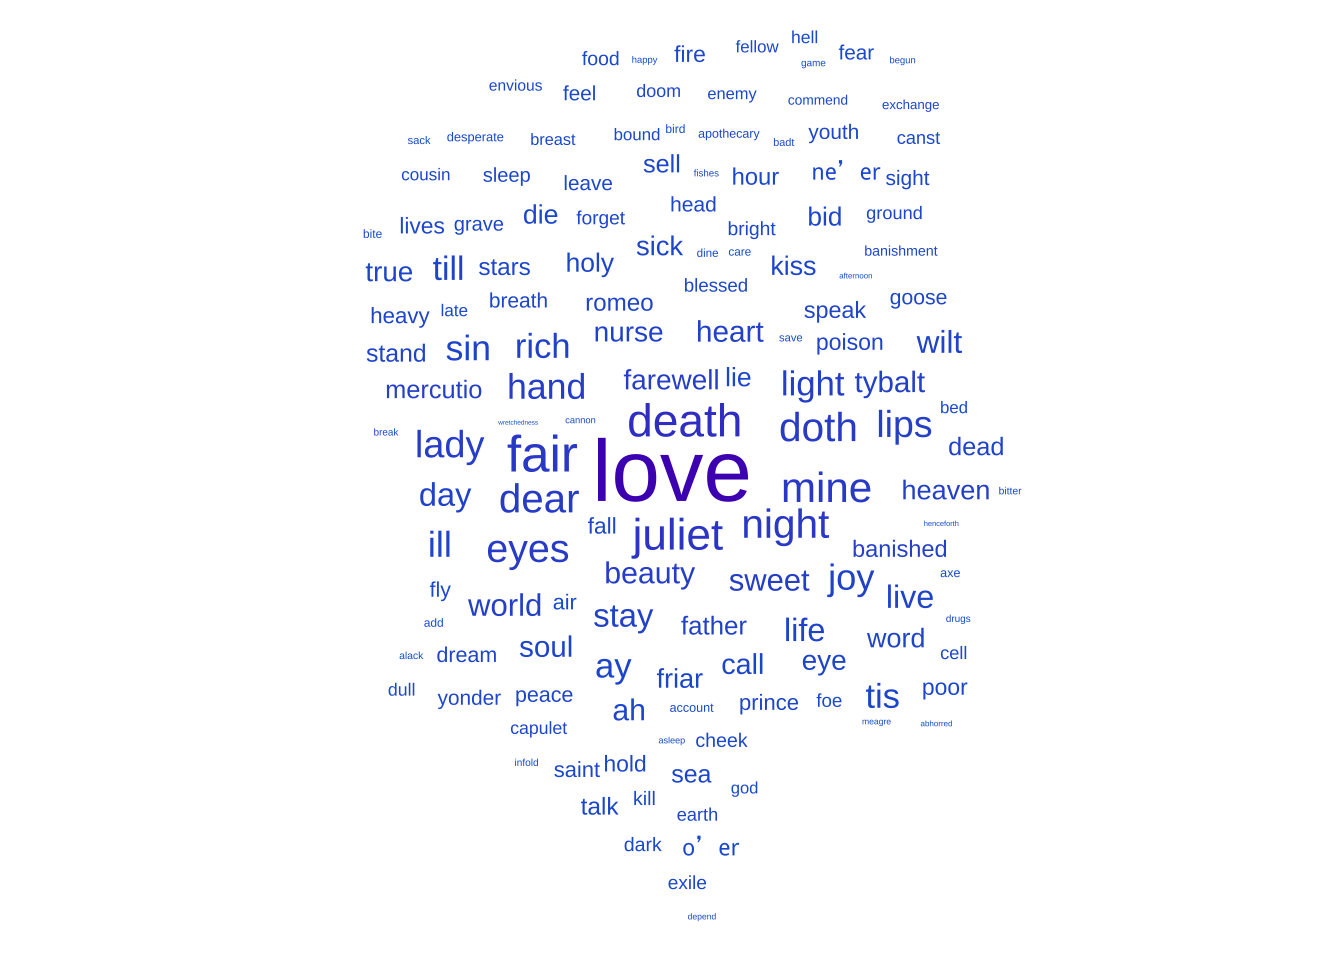 hell
food happy fire fellow game fear begun
envious feel doom enemy commend exchange
sack desperate breast bound bird apothecary badt youth canst
cousin sleep leave sell fishes hour ne’er sight
bite lives grave die forget head bright bid ground
true till stars holy sick dine care kiss afternoon banishment
heavy late breath romeo blessed speak goose
stand sin rich nurse heart save poison wilt
mercutio hand farewell lie light tybalt
break lady wretchedness fair cannon death doth lips bed dead
day dear love mine heaven bitter
ill eyes fall juliet night banished henceforth
fly world air beauty sweet joy live axe
add stay father life word drugs
alack dream soul ay friar call eye cell
dull yonder peace ah account prince foe tis poor
capulet asleep cheek meagre abhorred
infold saint hold sea god
talk kill earth
dark o’er
exile
depend